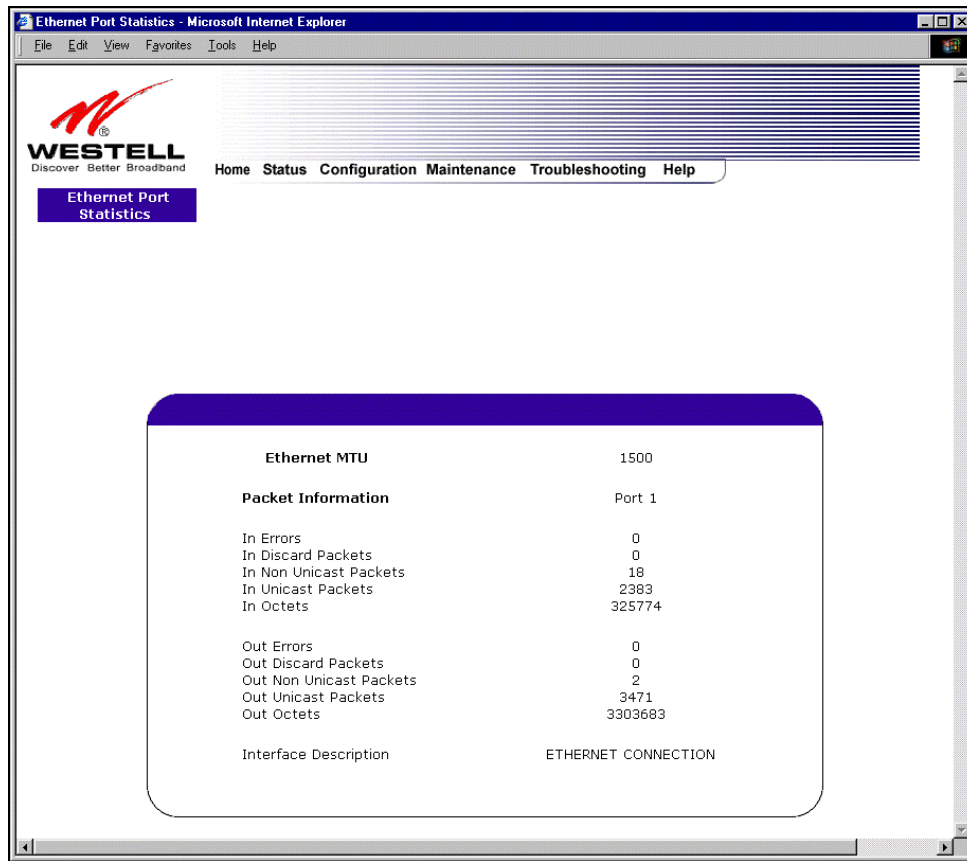 Ethernet Port Statistics - Microsoft Internet Explorer
File Edit View Favorites Tools Help
®
WESTELL
Discover Better Broadband
Home Status Configuration Maintenance Troubleshooting Help
Ethernet Port
Statistics
Ethernet MTU 1500
Packet Information Port 1
In Errors 0
In Discard Packets 0
In Non Unicast Packets 18
In Unicast Packets 2383
In Octets 325774
Out Errors 0
Out Discard Packets 0
Out Non Unicast Packets 2
Out Unicast Packets 3471
Out Octets 3303683
Interface Description ETHERNET CONNECTION